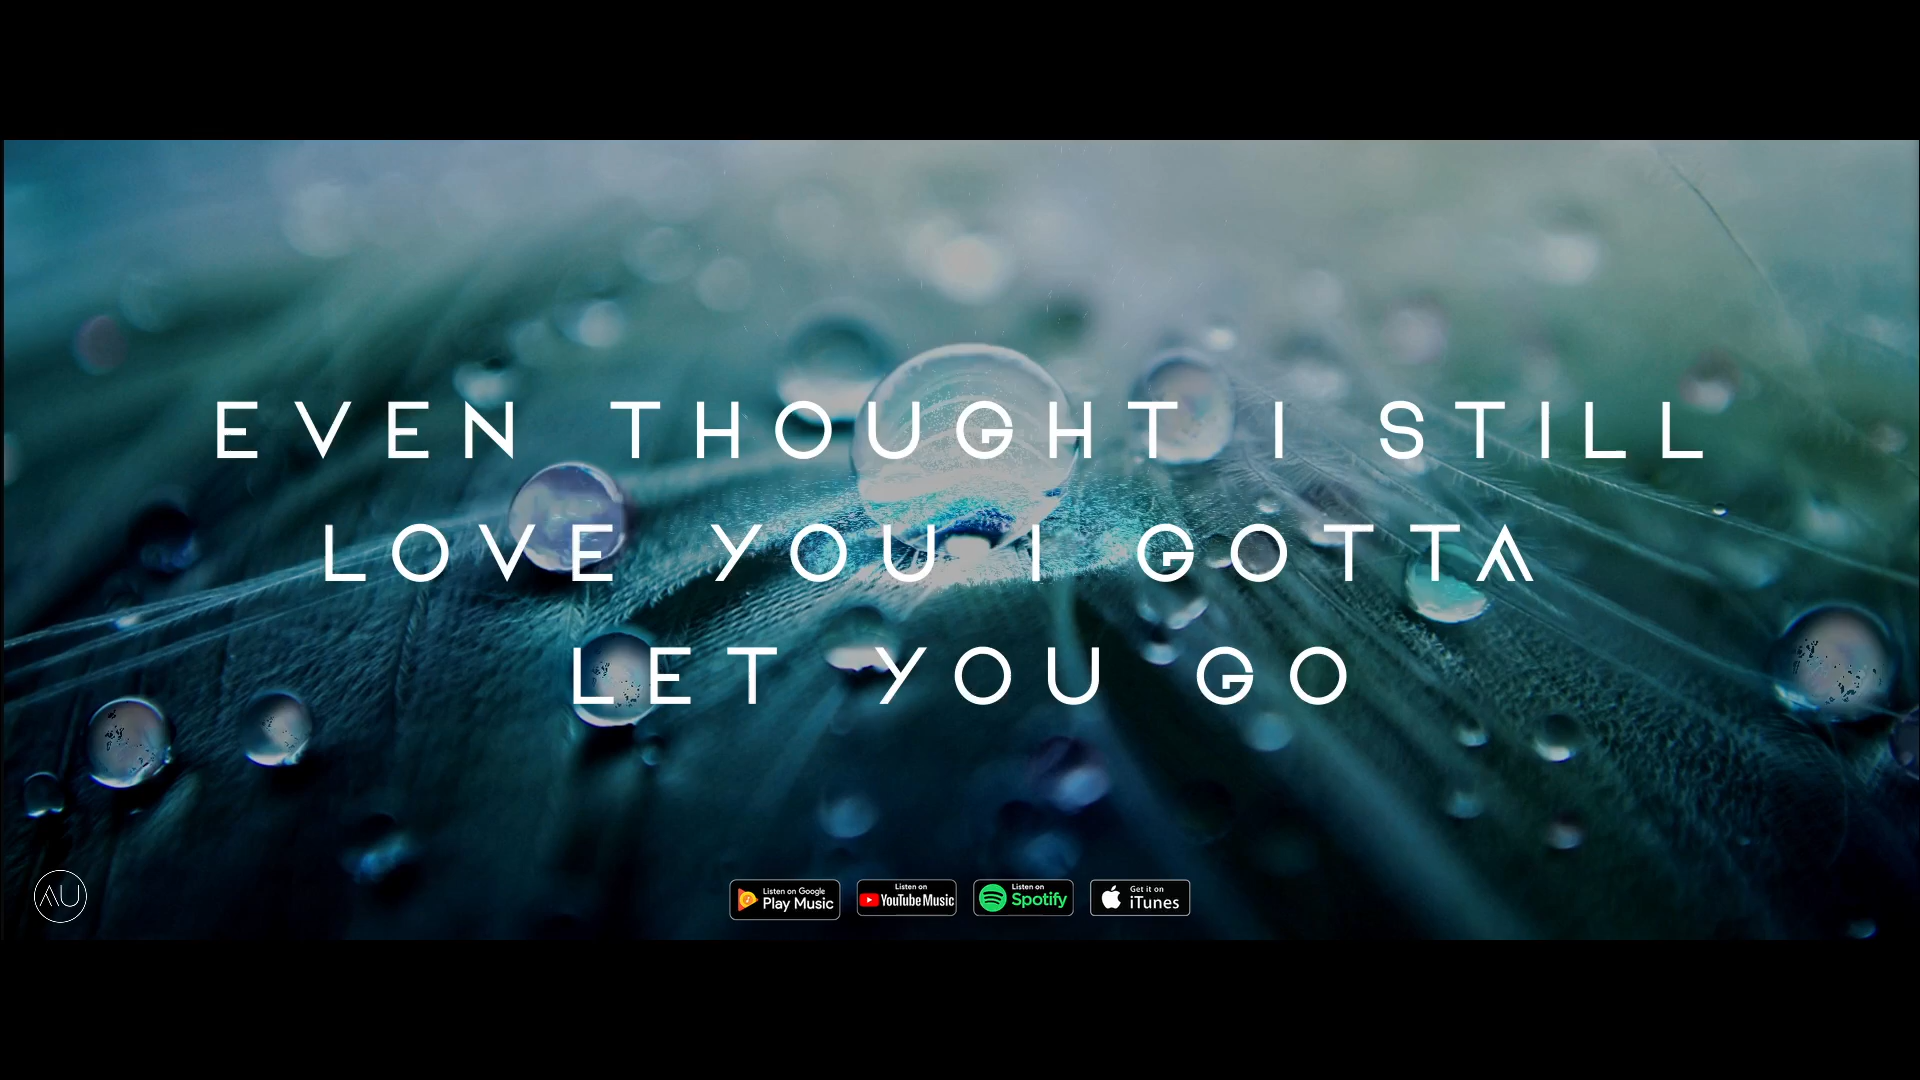 EVEN THOUGHT I STILL
LOVE YOU I GOTTA
LET YOU GO
AU
Listen on Google
Play Music
Listen on
YouTube Music
Listen on
Spotify
Get it on
iTunes